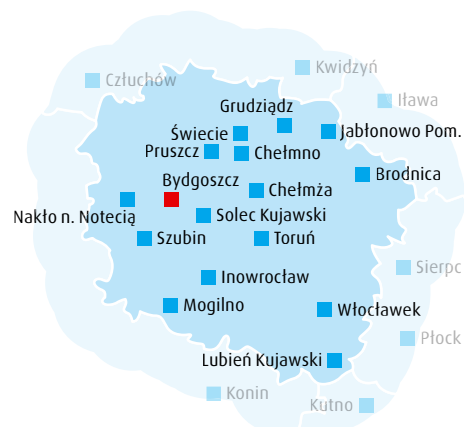 Kwidzyń
Człuchów
Iława
Grudziądz
Świecie
Jabłonowo Pom.
Pruszcz
Chełmno
Brodnica
Bydgoszcz
Chełmża
Nakło n. Notecią
Solec Kujawski
Szubin
Toruń
Sierpc
Inowrocław
Mogilno
Włocławek
Płock
Lubień Kujawski
Konin
Kutno